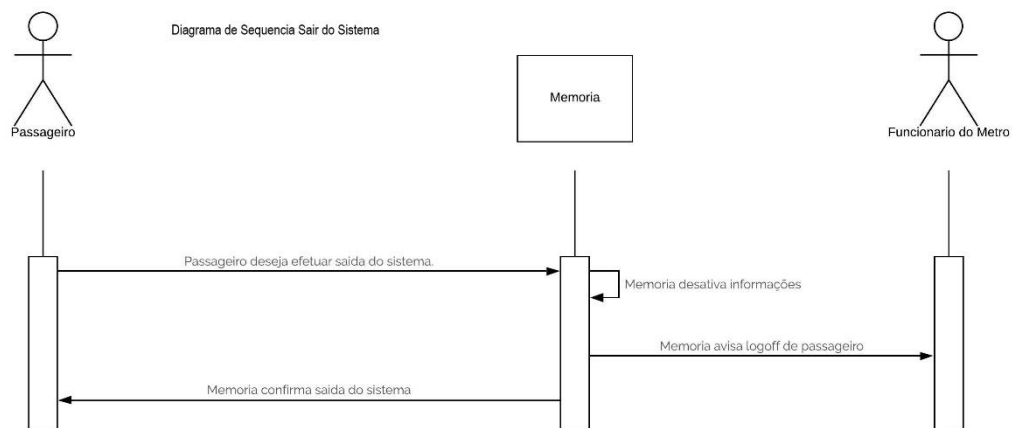 Diagrama de Sequencia Sair do Sistema
Memoria
Passageiro
Funcionario do Metro
Passageiro deseja efetuar saida do sistema.
Memoria desativa informações
Memoria avisa logoff de passageiro
Memoria confirma saida do sistema